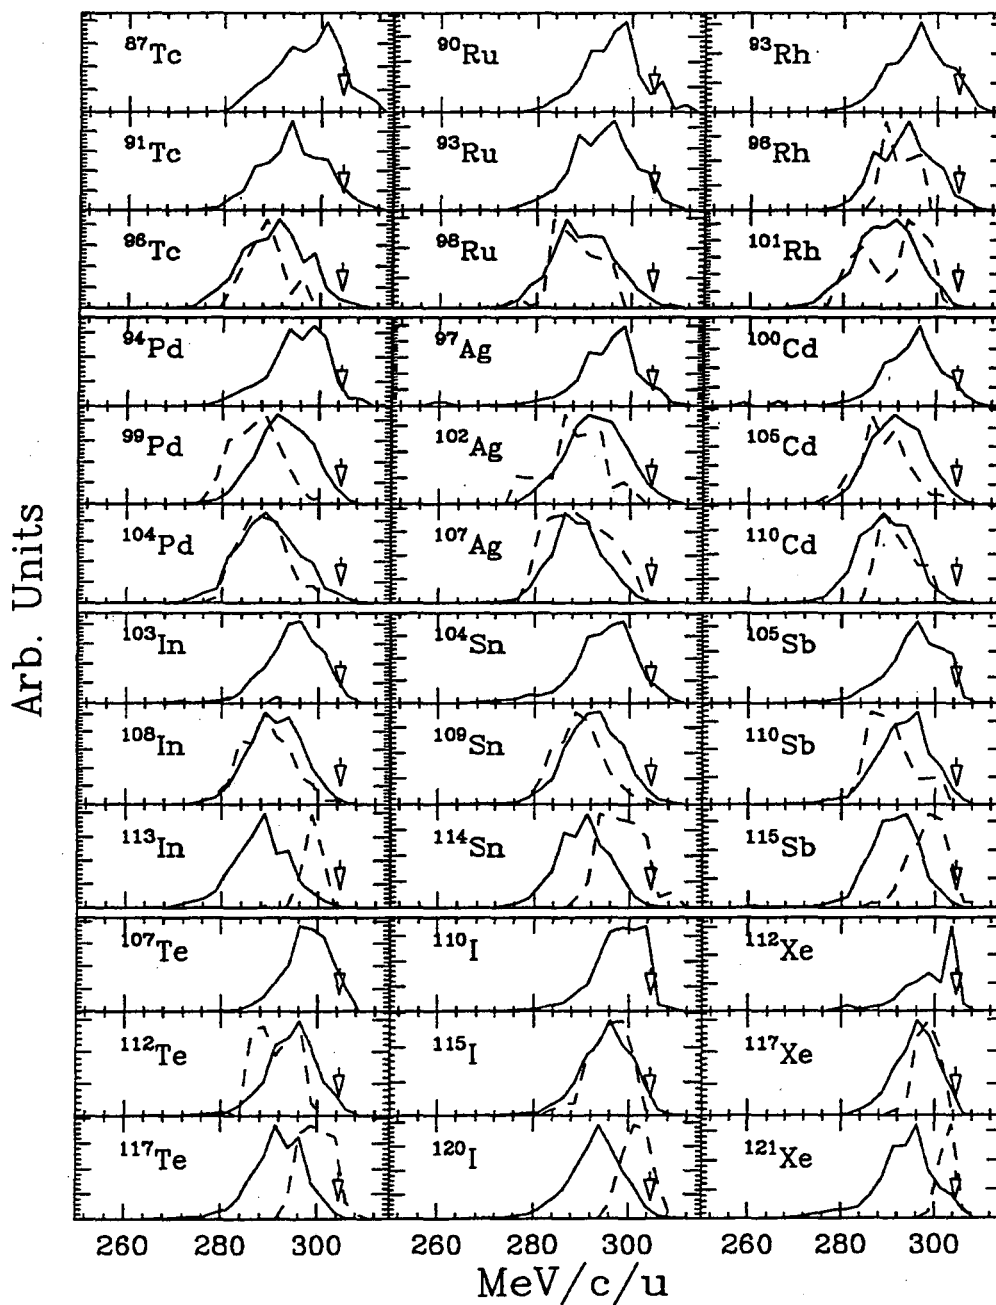 ⁸⁷Tc ⁹⁰Ru ⁹³Rh
⁹¹Tc ⁹³Ru ⁹⁸Rh
⁹⁶Tc ⁹⁸Ru ¹⁰¹Rh
⁹⁴Pd ⁹⁷Ag ¹⁰⁰Cd
⁹⁹Pd ¹⁰²Ag ¹⁰⁵Cd
¹⁰⁴Pd ¹⁰⁷Ag ¹¹⁰Cd
Arb. Units
¹⁰³In ¹⁰⁴Sn ¹⁰⁵Sb
¹⁰⁸In ¹⁰⁹Sn ¹¹⁰Sb
¹¹³In ¹¹⁴Sn ¹¹⁵Sb
¹⁰⁷Te ¹¹⁰I ¹¹²Xe
¹¹²Te ¹¹⁵I ¹¹⁷Xe
¹¹⁷Te ¹²⁰I ¹²¹Xe
260 280 300 260 280 300 260 280 300
MeV/c/u